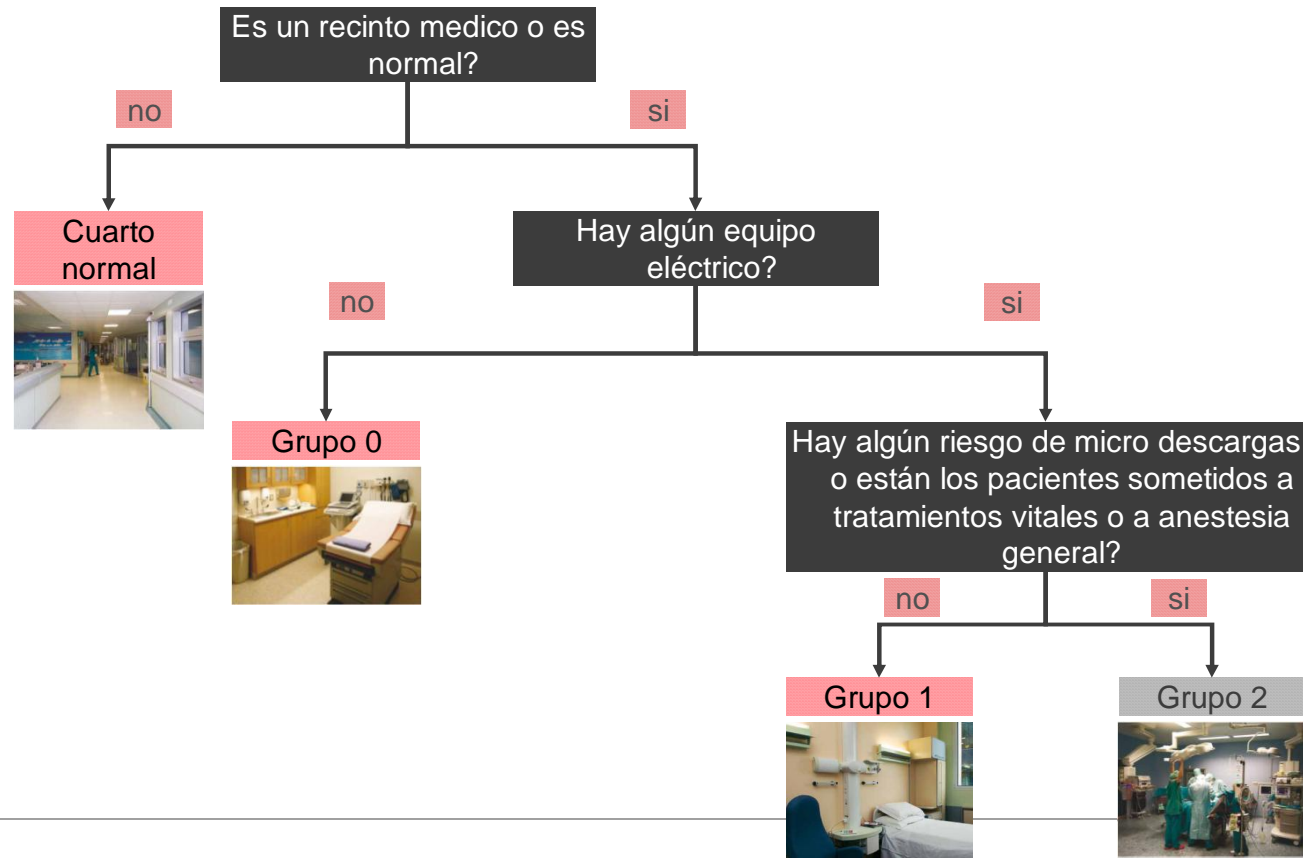 Es un recinto medico o es
normal?
no
si
Cuarto
normal
Hay algún equipo
eléctrico?
no
si
Grupo 0
Hay algún riesgo de micro descargas
o están los pacientes sometidos a
tratamientos vitales o a anestesia
general?
no
si
Grupo 1
Grupo 2